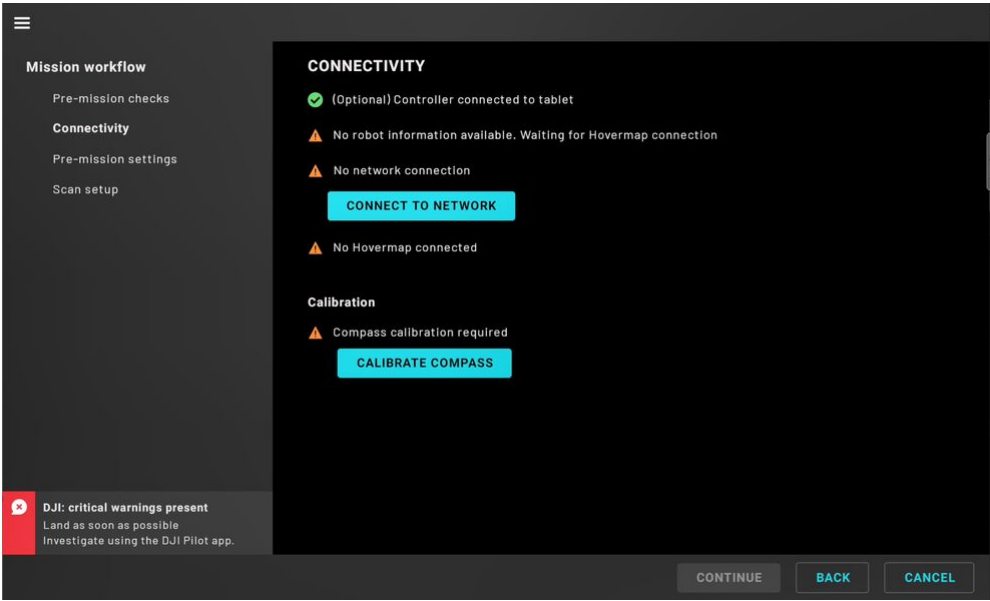 Mission workflow
Pre-mission checks
Connectivity
Pre-mission settings
Scan setup
DJI: critical warnings present
Land as soon as possible
Investigate using the DJI Pilot app.
CONNECTIVITY
(Optional) Controller connected to tablet
No robot information available. Waiting for Hovermap connection
No network connection
CONNECT TO NETWORK
No Hovermap connected
Calibration
Compass calibration required
CALIBRATE COMPASS
CONTINUE
BACK
CANCEL